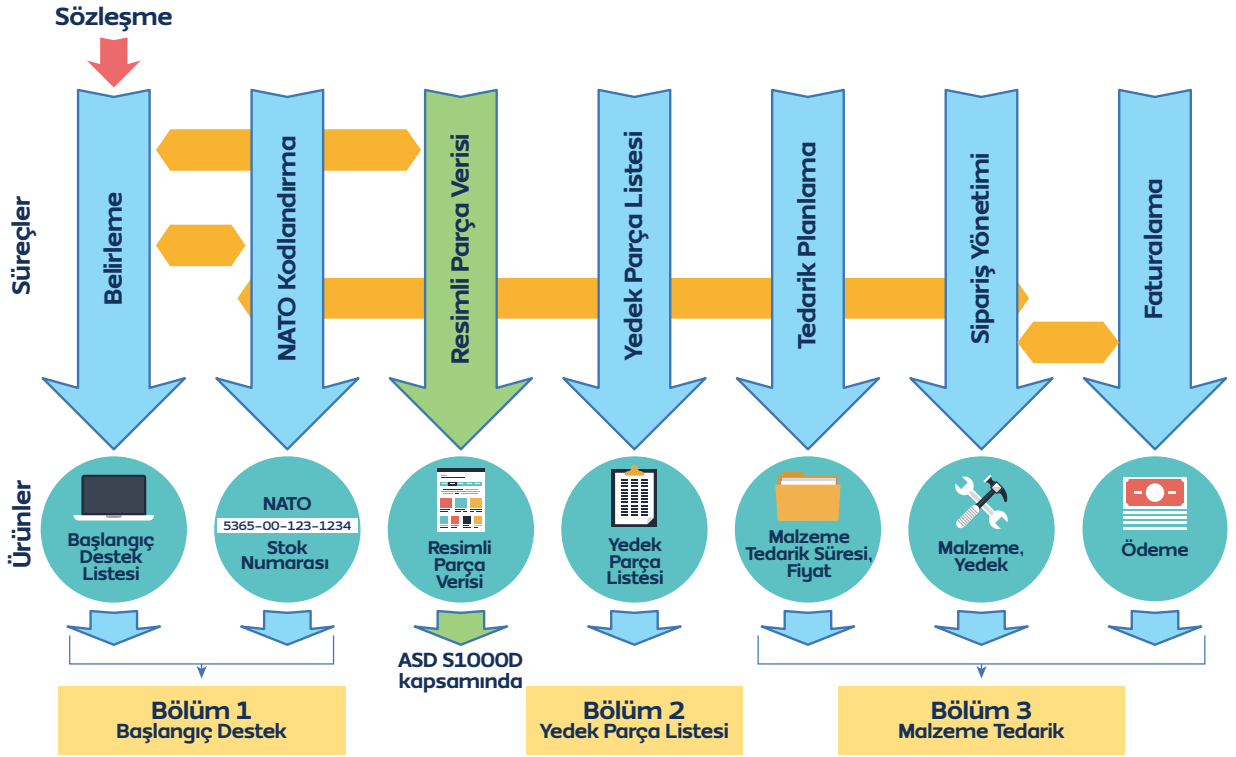 Sözleşme
Süreçler
Belirleme
NATO Kodlandırma
Resimli Parça Verisi
Yedek Parça Listesi
Tedarik Planlama
Sipariş Yönetimi
Faturalama
Ürünler
Başlangıç
Destek
Listesi
NATO
5365-00-123-1234
Stok
Numarası
Resimli
Parça
Verisi
Yedek
Parça
Listesi
Malzeme
Tedarik Süresi,
Fiyat
Malzeme,
Yedek
Ödeme
ASD S1000D
kapsamında
Bölüm 1
Başlangıç Destek
Bölüm 2
Yedek Parça Listesi
Bölüm 3
Malzeme Tedarik